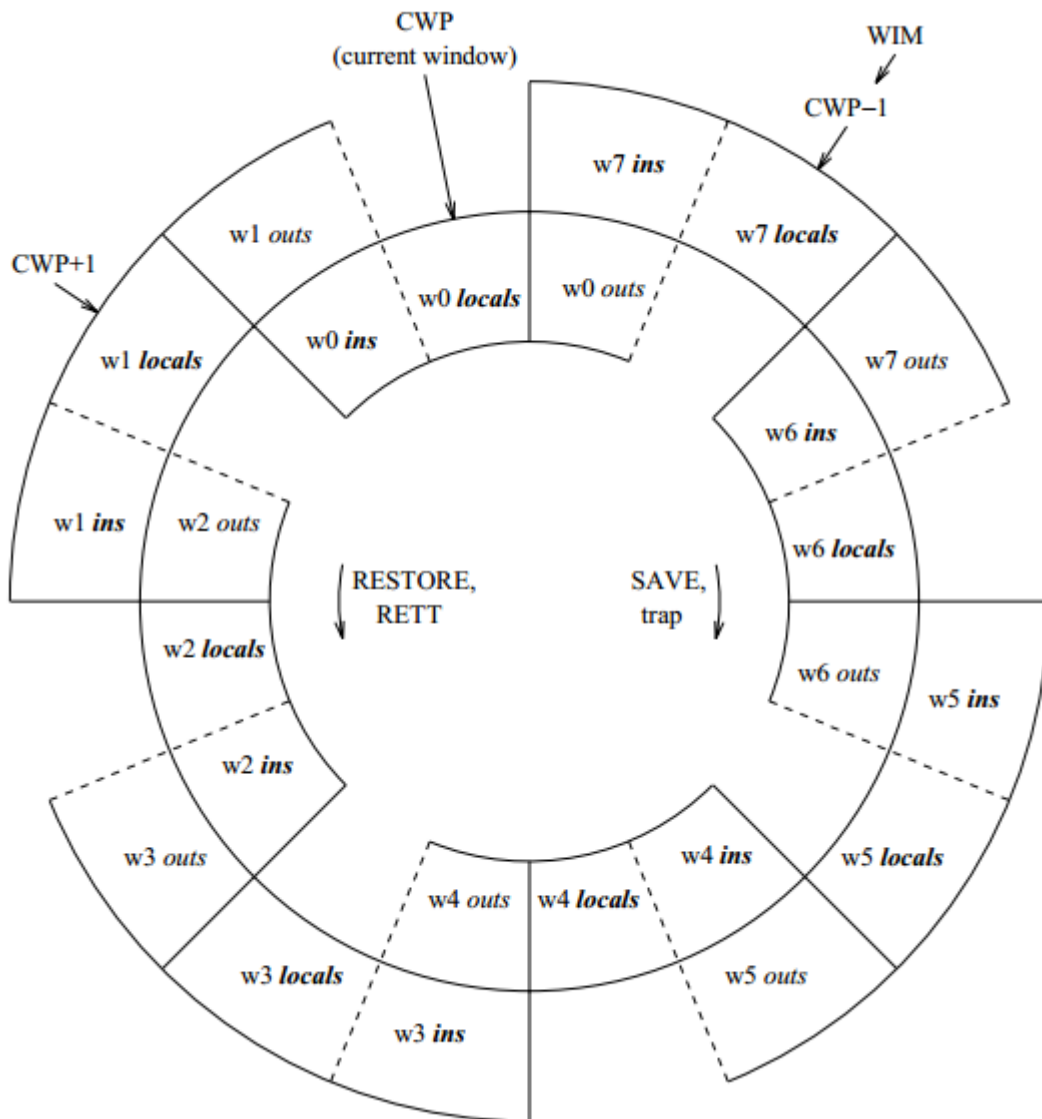 CWP
(current window)
WIM
CWP−1
w7 ins
w7 locals
w1 outs
CWP+1
w0 locals
w0 outs
w0 ins
w1 locals
w7 outs
w6 ins
w1 ins
w2 outs
w6 locals
RESTORE,
RETT
SAVE,
trap
w2 locals
w6 outs
w5 ins
w2 ins
w3 outs
w4 ins
w5 locals
w4 outs
w4 locals
w3 locals
w5 outs
w3 ins